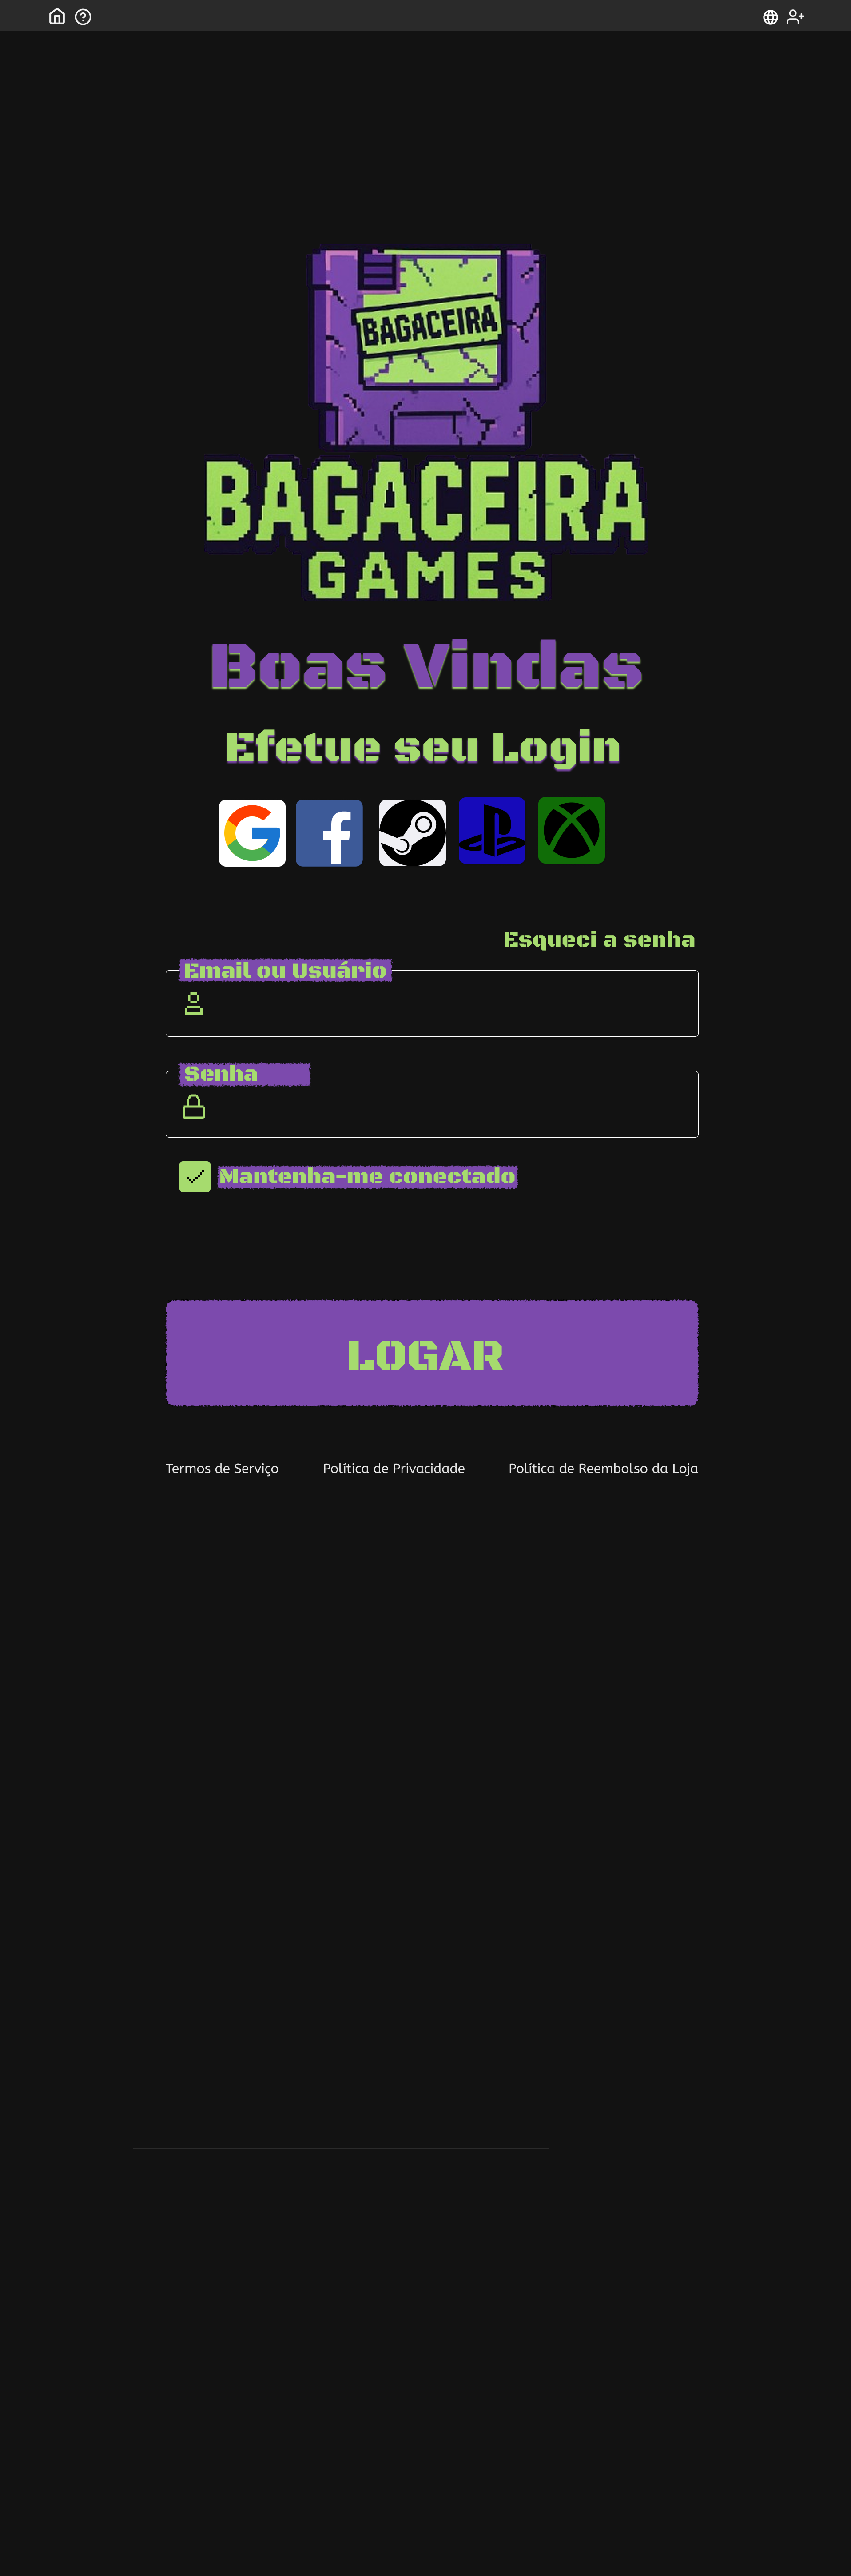 BAGACEIRA
BAGACEIRA
GAMES
Boas Vindas
Efetue seu Login
Esqueci a senha
Email ou Usuário
Senha
Mantenha-me conectado
LOGAR
Termos de Serviço Política de Privacidade Política de Reembolso da Loja